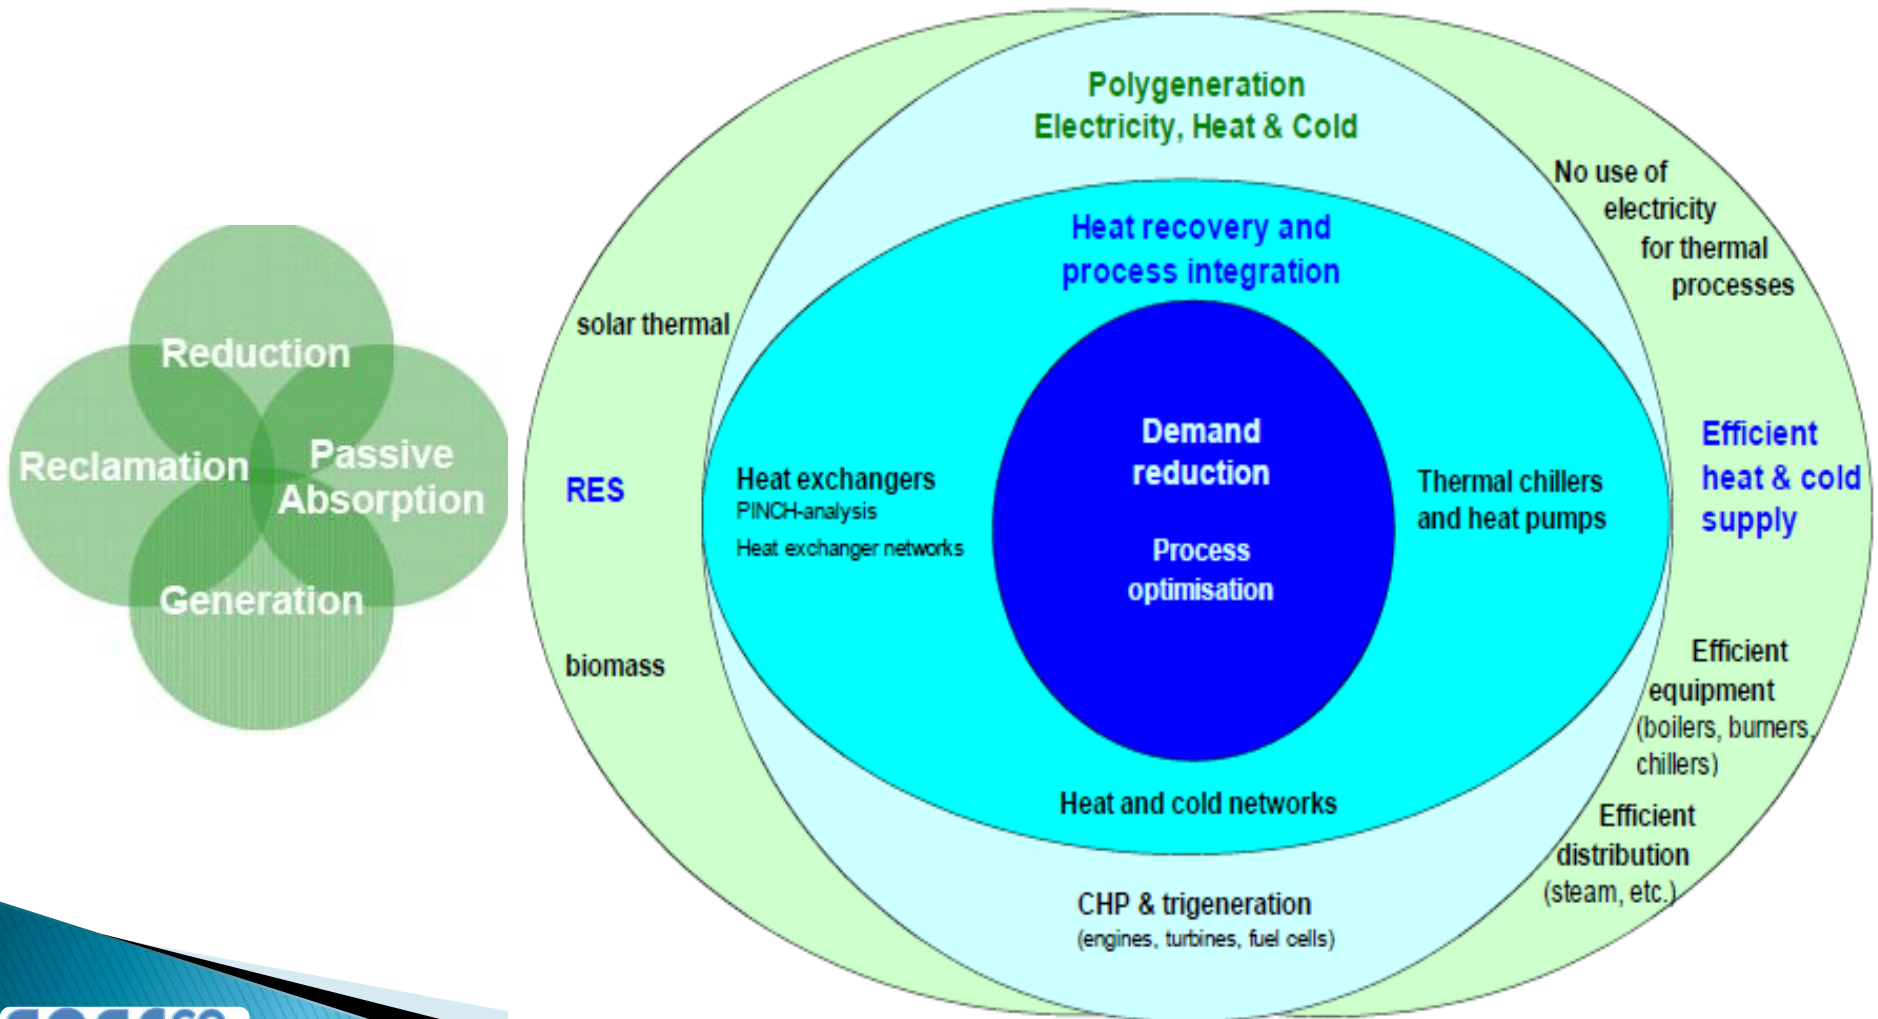 Reduction
Reclamation
Passive
Absorption
Generation
Polygeneration
Electricity, Heat & Cold
Heat recovery and
process integration
Demand
reduction
Process
optimisation
Heat exchangers
PINCH-analysis
Heat exchanger networks
Thermal chillers
and heat pumps
Heat and cold networks
CHP & trigeneration
(engines, turbines, fuel cells)
solar thermal
RES
biomass
No use of
electricity
for thermal
processes
Efficient
heat & cold
supply
Efficient
equipment
(boilers, burners,
chillers)
Efficient
distribution
(steam, etc.)